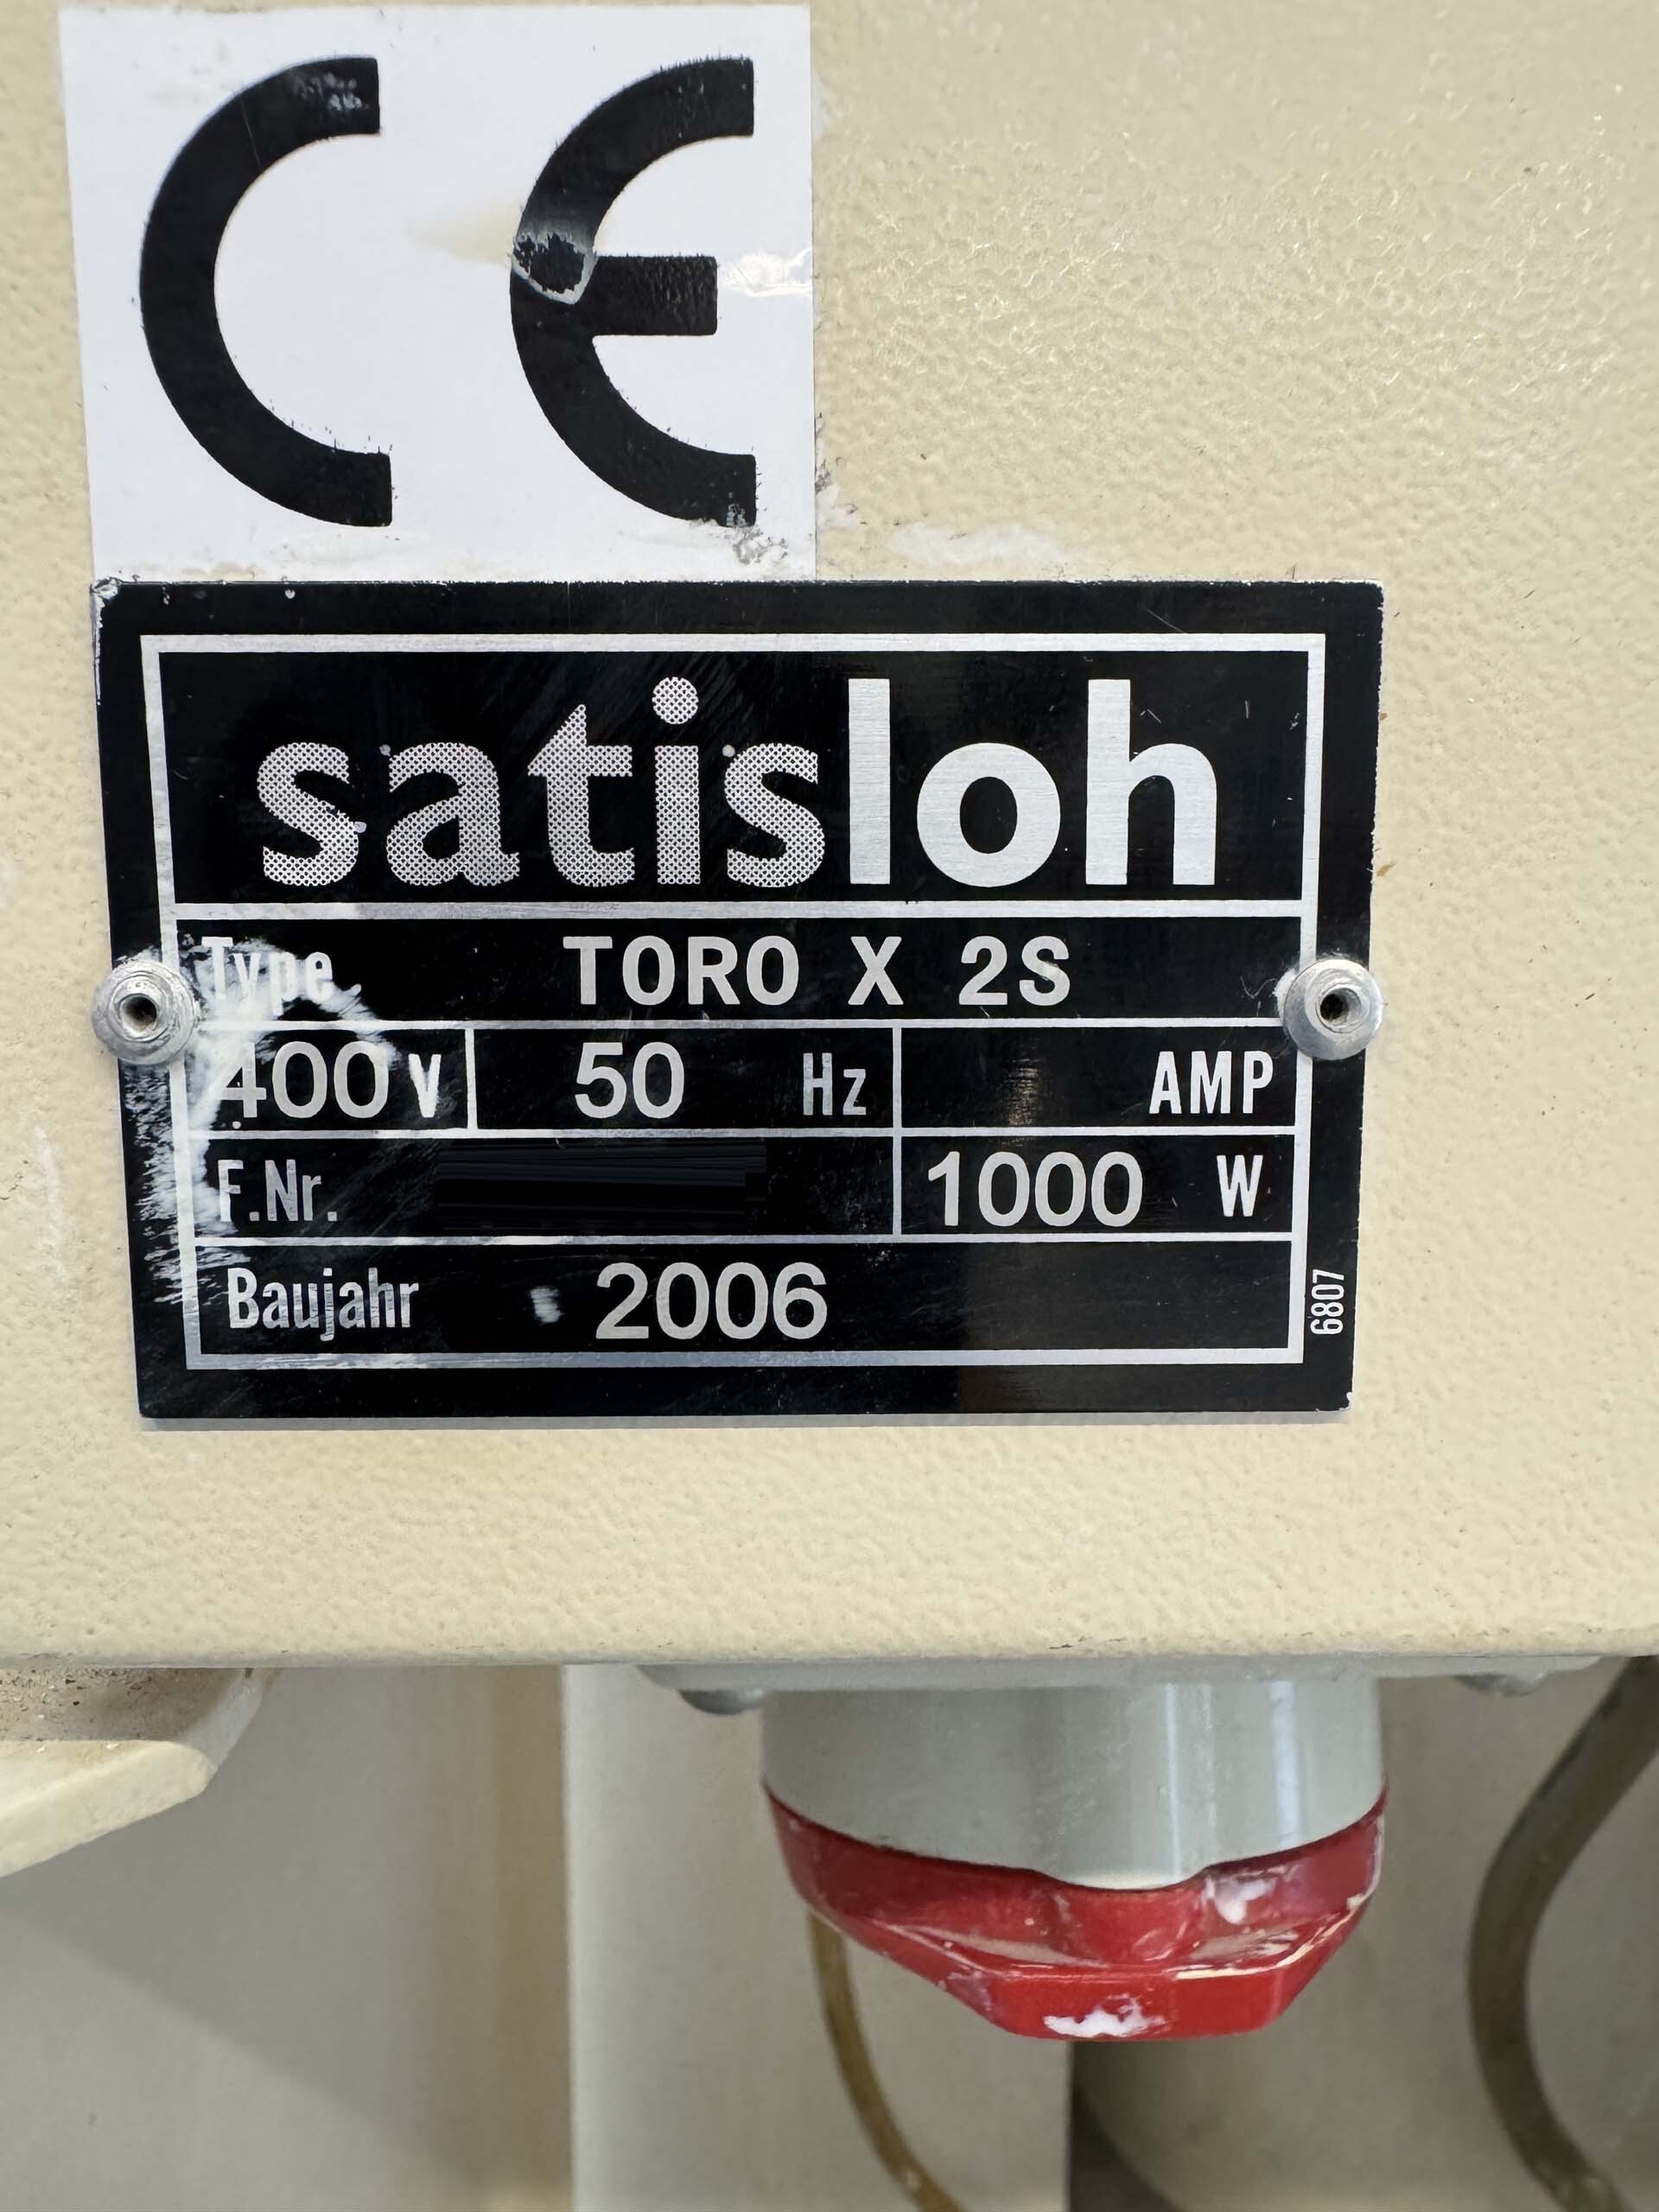 CE
satisloh
Type TORO X 2S
400 V 50 Hz AMP
F.Nr. 1000 W
Baujahr 2006
6807